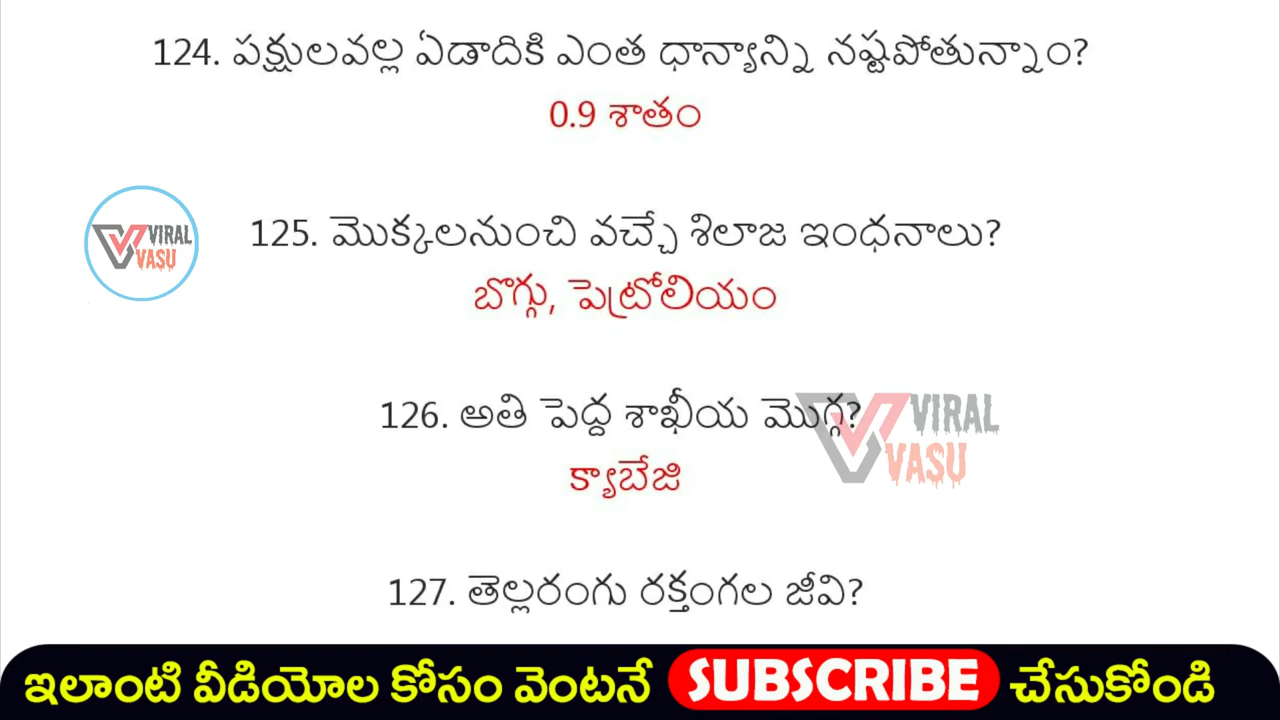 124. పక్షులవల్ల ఏడాదికి ఎంత ధాన్యాన్ని నష్టపోతున్నాం?
0.9 శాతం
VIRAL
VASU
125. మొక్కలనుంచి వచ్చే శిలాజ ఇంధనాలు?
బొగ్గు, పెట్రోలియం
126. అతి పెద్ద శాఖీయ మొగ్గ?
VIRAL
VASU
క్యాబేజి
127. తెల్లరంగు రక్తంగల జీవి?
ఇలాంటి వీడియోల కోసం వెంటనే SUBSCRIBE చేసుకోండి